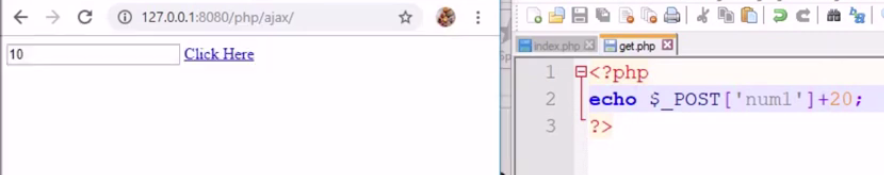 127.0.0.1:8080/php/ajax/
10 Click Here
index.php get.php
1 <?php
2 echo $_POST['num1']+20;
3 ?>